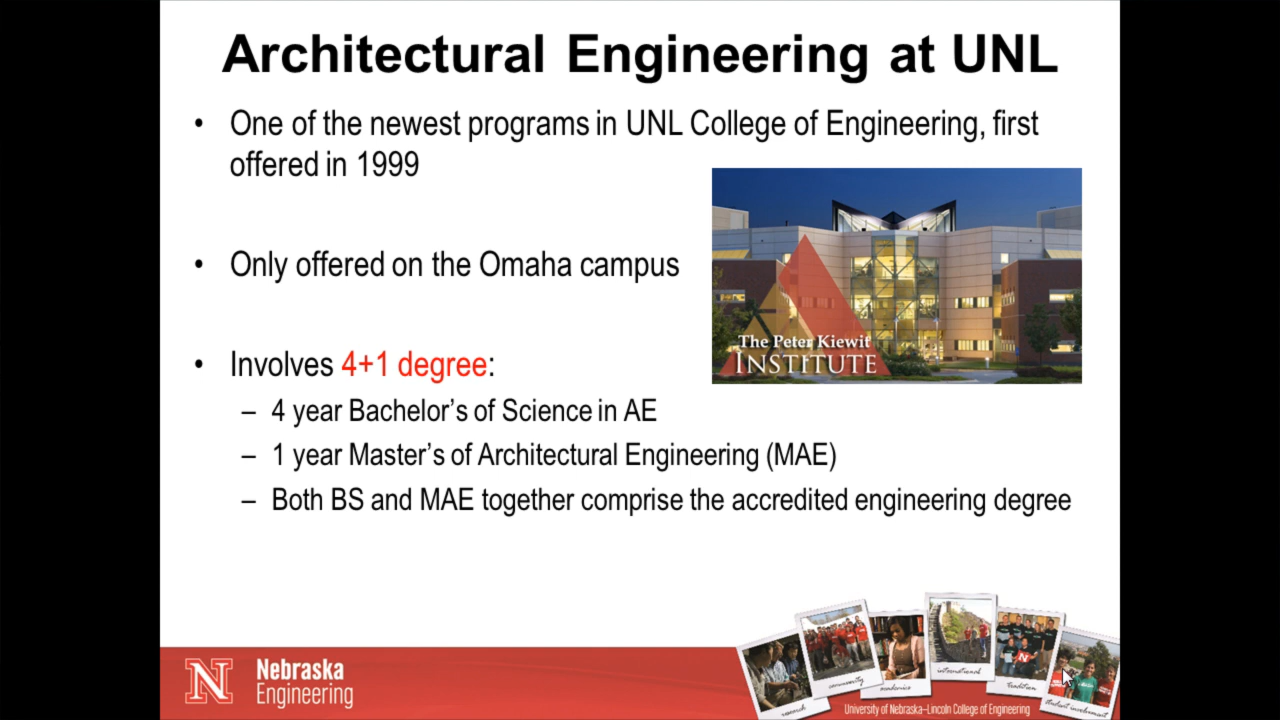 Architectural Engineering at UNL
• One of the newest programs in UNL College of Engineering, first
offered in 1999
• Only offered on the Omaha campus
The Peter Kiewit
INSTITUTE
• Involves 4+1 degree:
– 4 year Bachelor’s of Science in AE
– 1 year Master’s of Architectural Engineering (MAE)
– Both BS and MAE together comprise the accredited engineering degree
N
Nebraska
Engineering
research
community
academics
international
tradition
student involvement
University of Nebraska–Lincoln College of Engineering